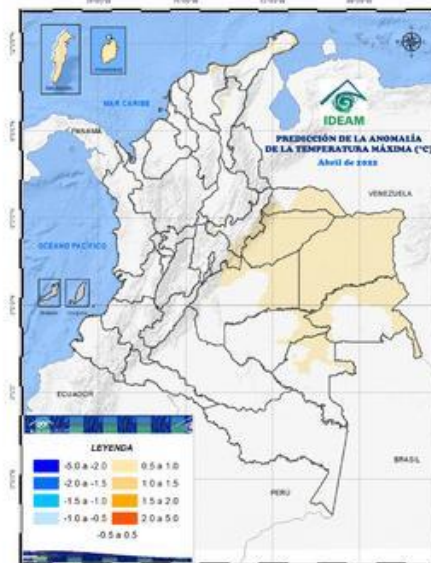 MAR CARIBE
IDEAM
PREDICCIÓN DE LA ANOMALÍA
DE LA TEMPERATURA MÁXIMA (°C)
Abril de 2022
PANAMÁ
VENEZUELA
OCÉANO PACÍFICO
ECUADOR
BRASIL
PERÚ
LEYENDA
-5.0 a -2.0
0.5 a 1.0
-2.0 a -1.5
1.0 a 1.5
-1.5 a -1.0
1.5 a 2.0
-1.0 a -0.5
2.0 a 5.0
-0.5 a 0.5